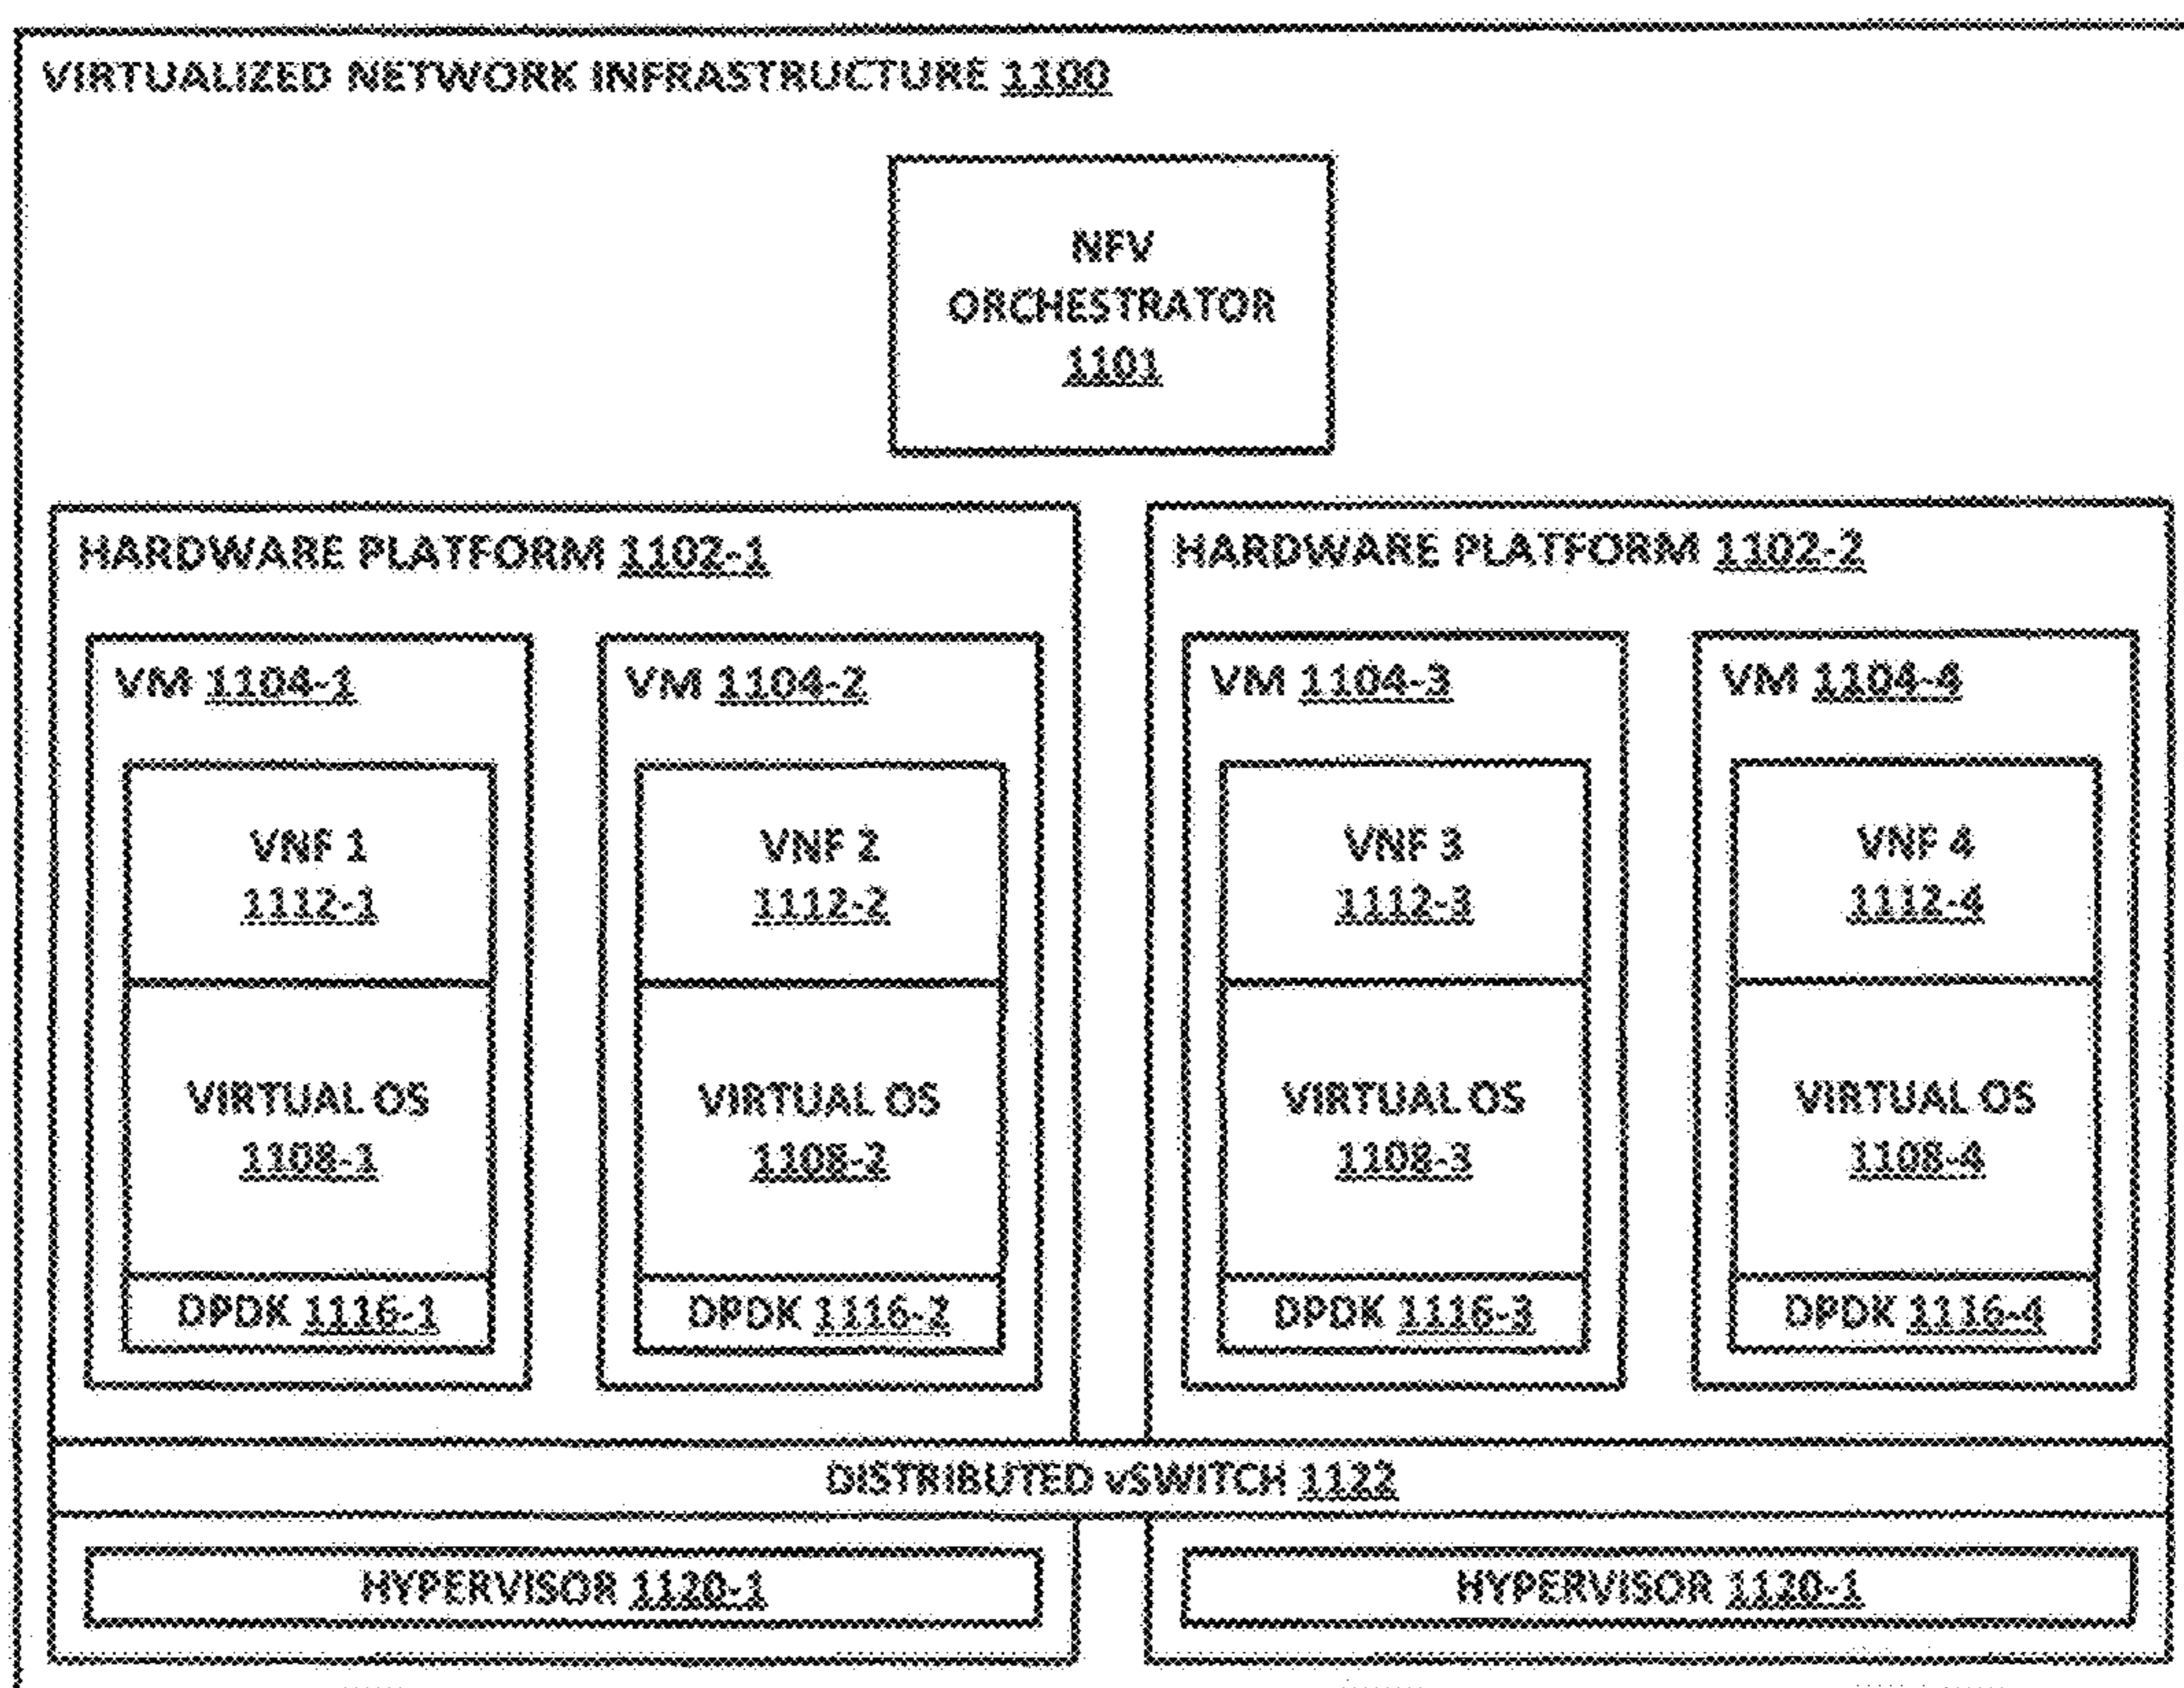 VIRTUALIZED NETWORK INFRASTRUCTURE 1100
NFV
ORCHESTRATOR
1101
HARDWARE PLATFORM 1102-1
VM 1104-1
VNF 1
1112-1
VIRTUAL OS
1108-1
DPDK 1116-1
VM 1104-2
VNF 2
1112-2
VIRTUAL OS
1108-2
DPDK 1116-2
HARDWARE PLATFORM 1102-2
VM 1104-3
VNF 3
1112-3
VIRTUAL OS
1108-3
DPDK 1116-3
VM 1104-4
VNF 4
1112-4
VIRTUAL OS
1108-4
DPDK 1116-4
DISTRIBUTED vSWITCH 1122
HYPERVISOR 1120-1
HYPERVISOR 1120-1